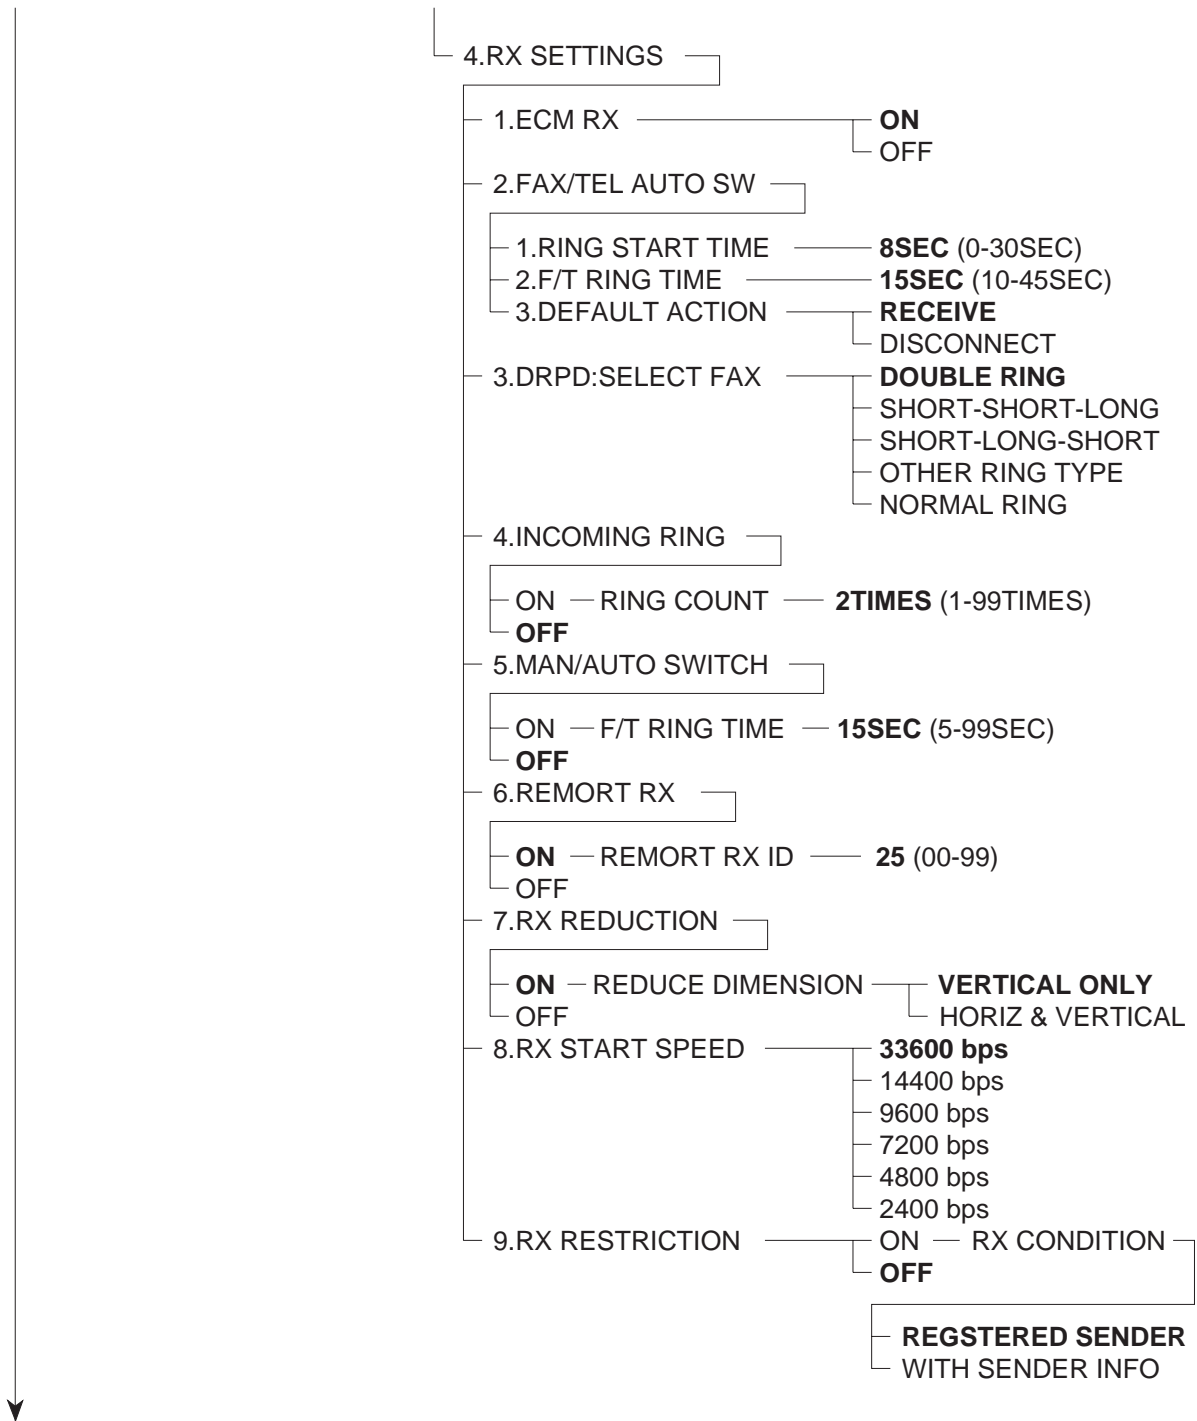 4.RX SETTINGS
1.ECM RX ON
OFF
2.FAX/TEL AUTO SW
1.RING START TIME 8SEC (0-30SEC)
2.F/T RING TIME 15SEC (10-45SEC)
3.DEFAULT ACTION RECEIVE
DISCONNECT
3.DRPD:SELECT FAX DOUBLE RING
SHORT-SHORT-LONG
SHORT-LONG-SHORT
OTHER RING TYPE
NORMAL RING
4.INCOMING RING
ON RING COUNT 2TIMES (1-99TIMES)
OFF
5.MAN/AUTO SWITCH
ON F/T RING TIME 15SEC (5-99SEC)
OFF
6.REMORT RX
ON REMORT RX ID 25 (00-99)
OFF
7.RX REDUCTION
ON REDUCE DIMENSION VERTICAL ONLY
OFF HORIZ & VERTICAL
8.RX START SPEED 33600 bps
14400 bps
9600 bps
7200 bps
4800 bps
2400 bps
9.RX RESTRICTION ON RX CONDITION
OFF
REGSTERED SENDER
WITH SENDER INFO